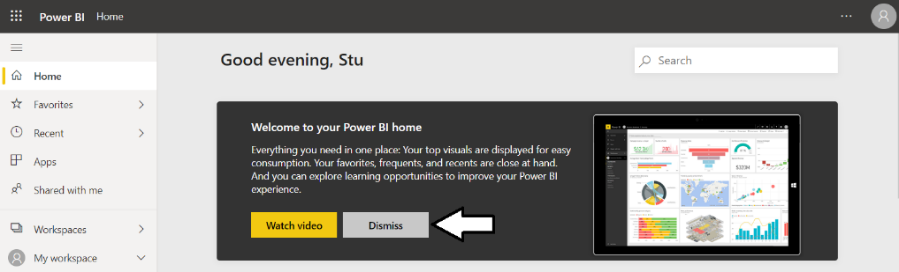 Power BI Home ...
Good evening, Stu
Search
Home
Favorites
Recent
Apps
Shared with me
Workspaces
My workspace
Welcome to your Power BI home
Everything you need in one place: Your top visuals are displayed for easy
consumption. Your favorites, frequents, and recents are close at hand.
And you can explore learning opportunities to improve your Power BI
experience.
Watch video
Dismiss